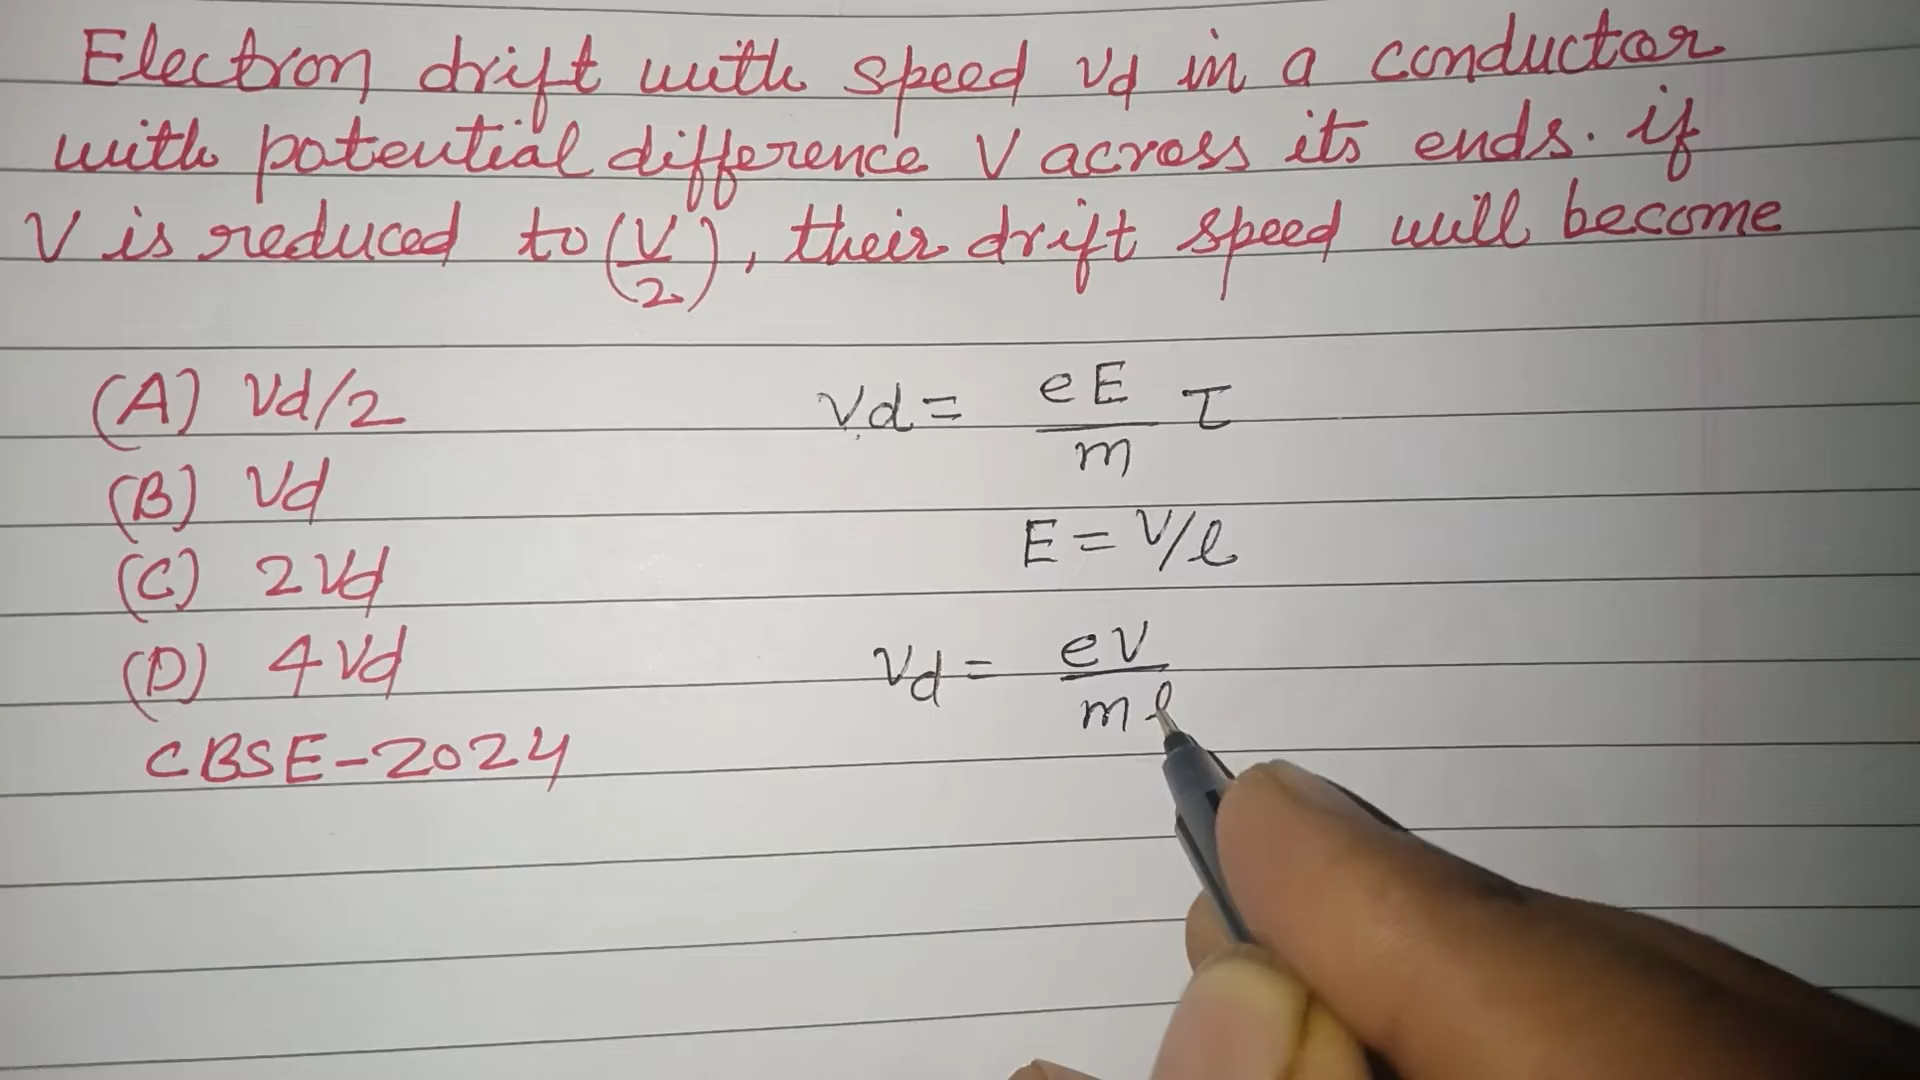 Electron drift with speed vd in a conductor
with potential difference V across its ends. if
V is reduced to (V/2), their drift speed will become
(A) Vd/2
(B) Vd
(C) 2Vd
(D) 4Vd
CBSE-2024
Vd = eE/m τ
E = V/l
Vd = eV/ml